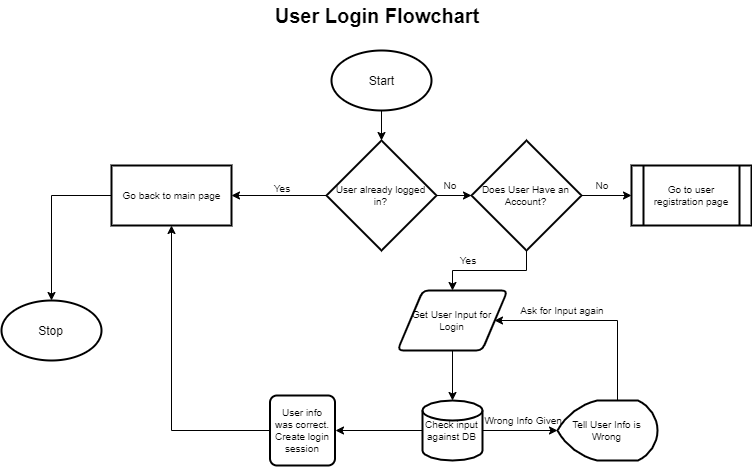 User Login Flowchart
Start
User already logged
in?
Yes
No
Does User Have an
Account?
No
Go to user
registration page
Go back to main page
Stop
Yes
Get User Input for
Login
Ask for Input again
Check input
against DB
Wrong Info Given
Tell User Info is
Wrong
User info
was correct.
Create login
session